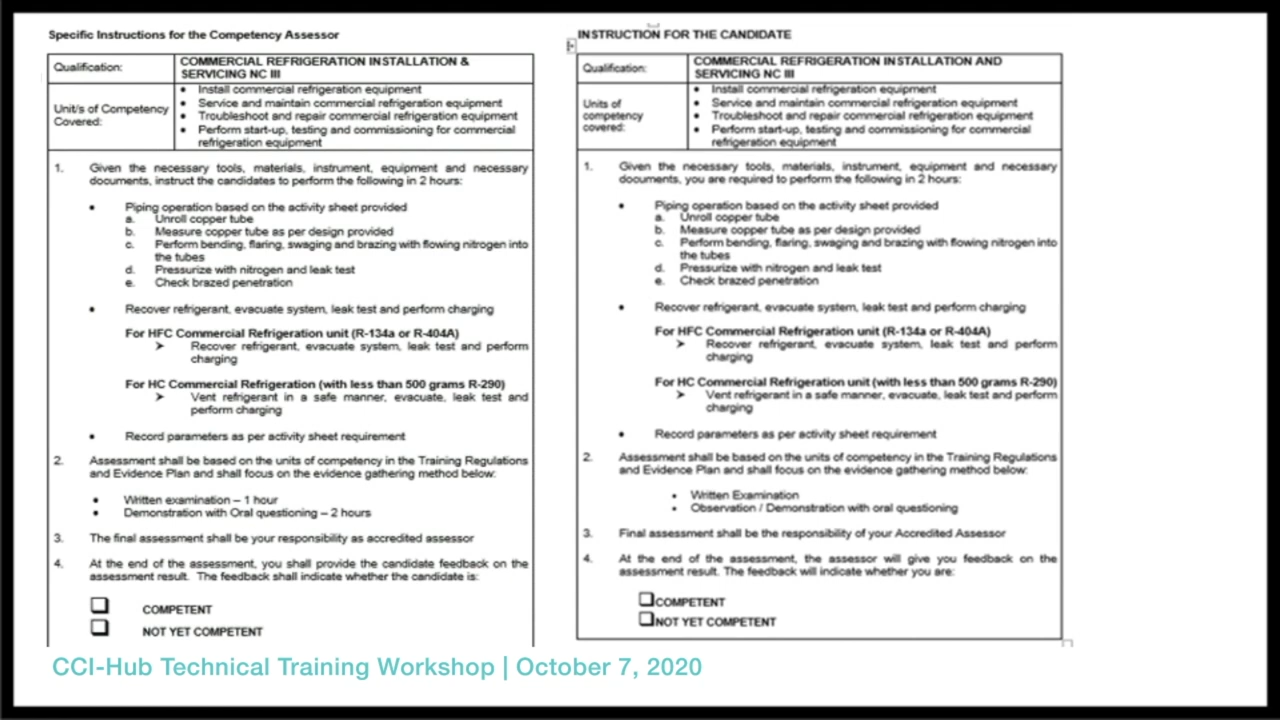 Specific Instructions for the Competency Assessor
Qualification:
COMMERCIAL REFRIGERATION INSTALLATION &
SERVICING NC III
Unit/s of Competency
Covered:
• Install commercial refrigeration equipment
• Service and maintain commercial refrigeration equipment
• Troubleshoot and repair commercial refrigeration equipment
• Perform start-up, testing and commissioning for commercial
refrigeration equipment
1. Given the necessary tools, materials, instrument, equipment and necessary
documents, instruct the candidates to perform the following in 2 hours:
• Piping operation based on the activity sheet provided
a. Unroll copper tube
b. Measure copper tube as per design provided
c. Perform bending, flaring, swaging and brazing with flowing nitrogen into
the tubes
d. Pressurize with nitrogen and leak test
e. Check brazed penetration
• Recover refrigerant, evacuate system, leak test and perform charging
For HFC Commercial Refrigeration unit (R-134a or R-404A)
➢ Recover refrigerant, evacuate system, leak test and perform
charging
For HC Commercial Refrigeration (with less than 500 grams R-290)
➢ Vent refrigerant in a safe manner, evacuate, leak test and
perform charging
• Record parameters as per activity sheet requirement
2. Assessment shall be based on the units of competency in the Training Regulations
and Evidence Plan and shall focus on the evidence gathering method below:
• Written examination – 1 hour
• Demonstration with Oral questioning – 2 hours
3. The final assessment shall be your responsibility as accredited assessor
4. At the end of the assessment, you shall provide the candidate feedback on the
assessment result. The feedback shall indicate whether the candidate is:
❑ COMPETENT
❑ NOT YET COMPETENT
INSTRUCTION FOR THE CANDIDATE
Qualification:
COMMERCIAL REFRIGERATION INSTALLATION AND
SERVICING NC III
Units of
competency
covered:
• Install commercial refrigeration equipment
• Service and maintain commercial refrigeration equipment
• Troubleshoot and repair commercial refrigeration equipment
• Perform start-up, testing and commissioning for commercial
refrigeration equipment
1. Given the necessary tools, materials, instrument, equipment and necessary
documents, you are required to perform the following in 2 hours:
• Piping operation based on the activity sheet provided
a. Unroll copper tube
b. Measure copper tube as per design provided
c. Perform bending, flaring, swaging and brazing with flowing nitrogen into
the tubes
d. Pressurize with nitrogen and leak test
e. Check brazed penetration
• Recover refrigerant, evacuate system, leak test and perform charging
For HFC Commercial Refrigeration unit (R-134a or R-404A)
➢ Recover refrigerant, evacuate system, leak test and perform
charging
For HC Commercial Refrigeration unit (with less than 500 grams R-290)
➢ Vent refrigerant in a safe manner, evacuate, leak test and perform
charging
• Record parameters as per activity sheet requirement
2. Assessment shall be based on the units of competency in the Training Regulations
and Evidence Plan and shall focus on the evidence gathering method below:
• Written Examination
• Observation / Demonstration with oral questioning
3. Final assessment shall be the responsibility of your Accredited Assessor
4. At the end of the assessment, the assessor will give you feedback on the
assessment result. The feedback will indicate whether you are:
❑COMPETENT
❑NOT YET COMPETENT
CCI-Hub Technical Training Workshop | October 7, 2020